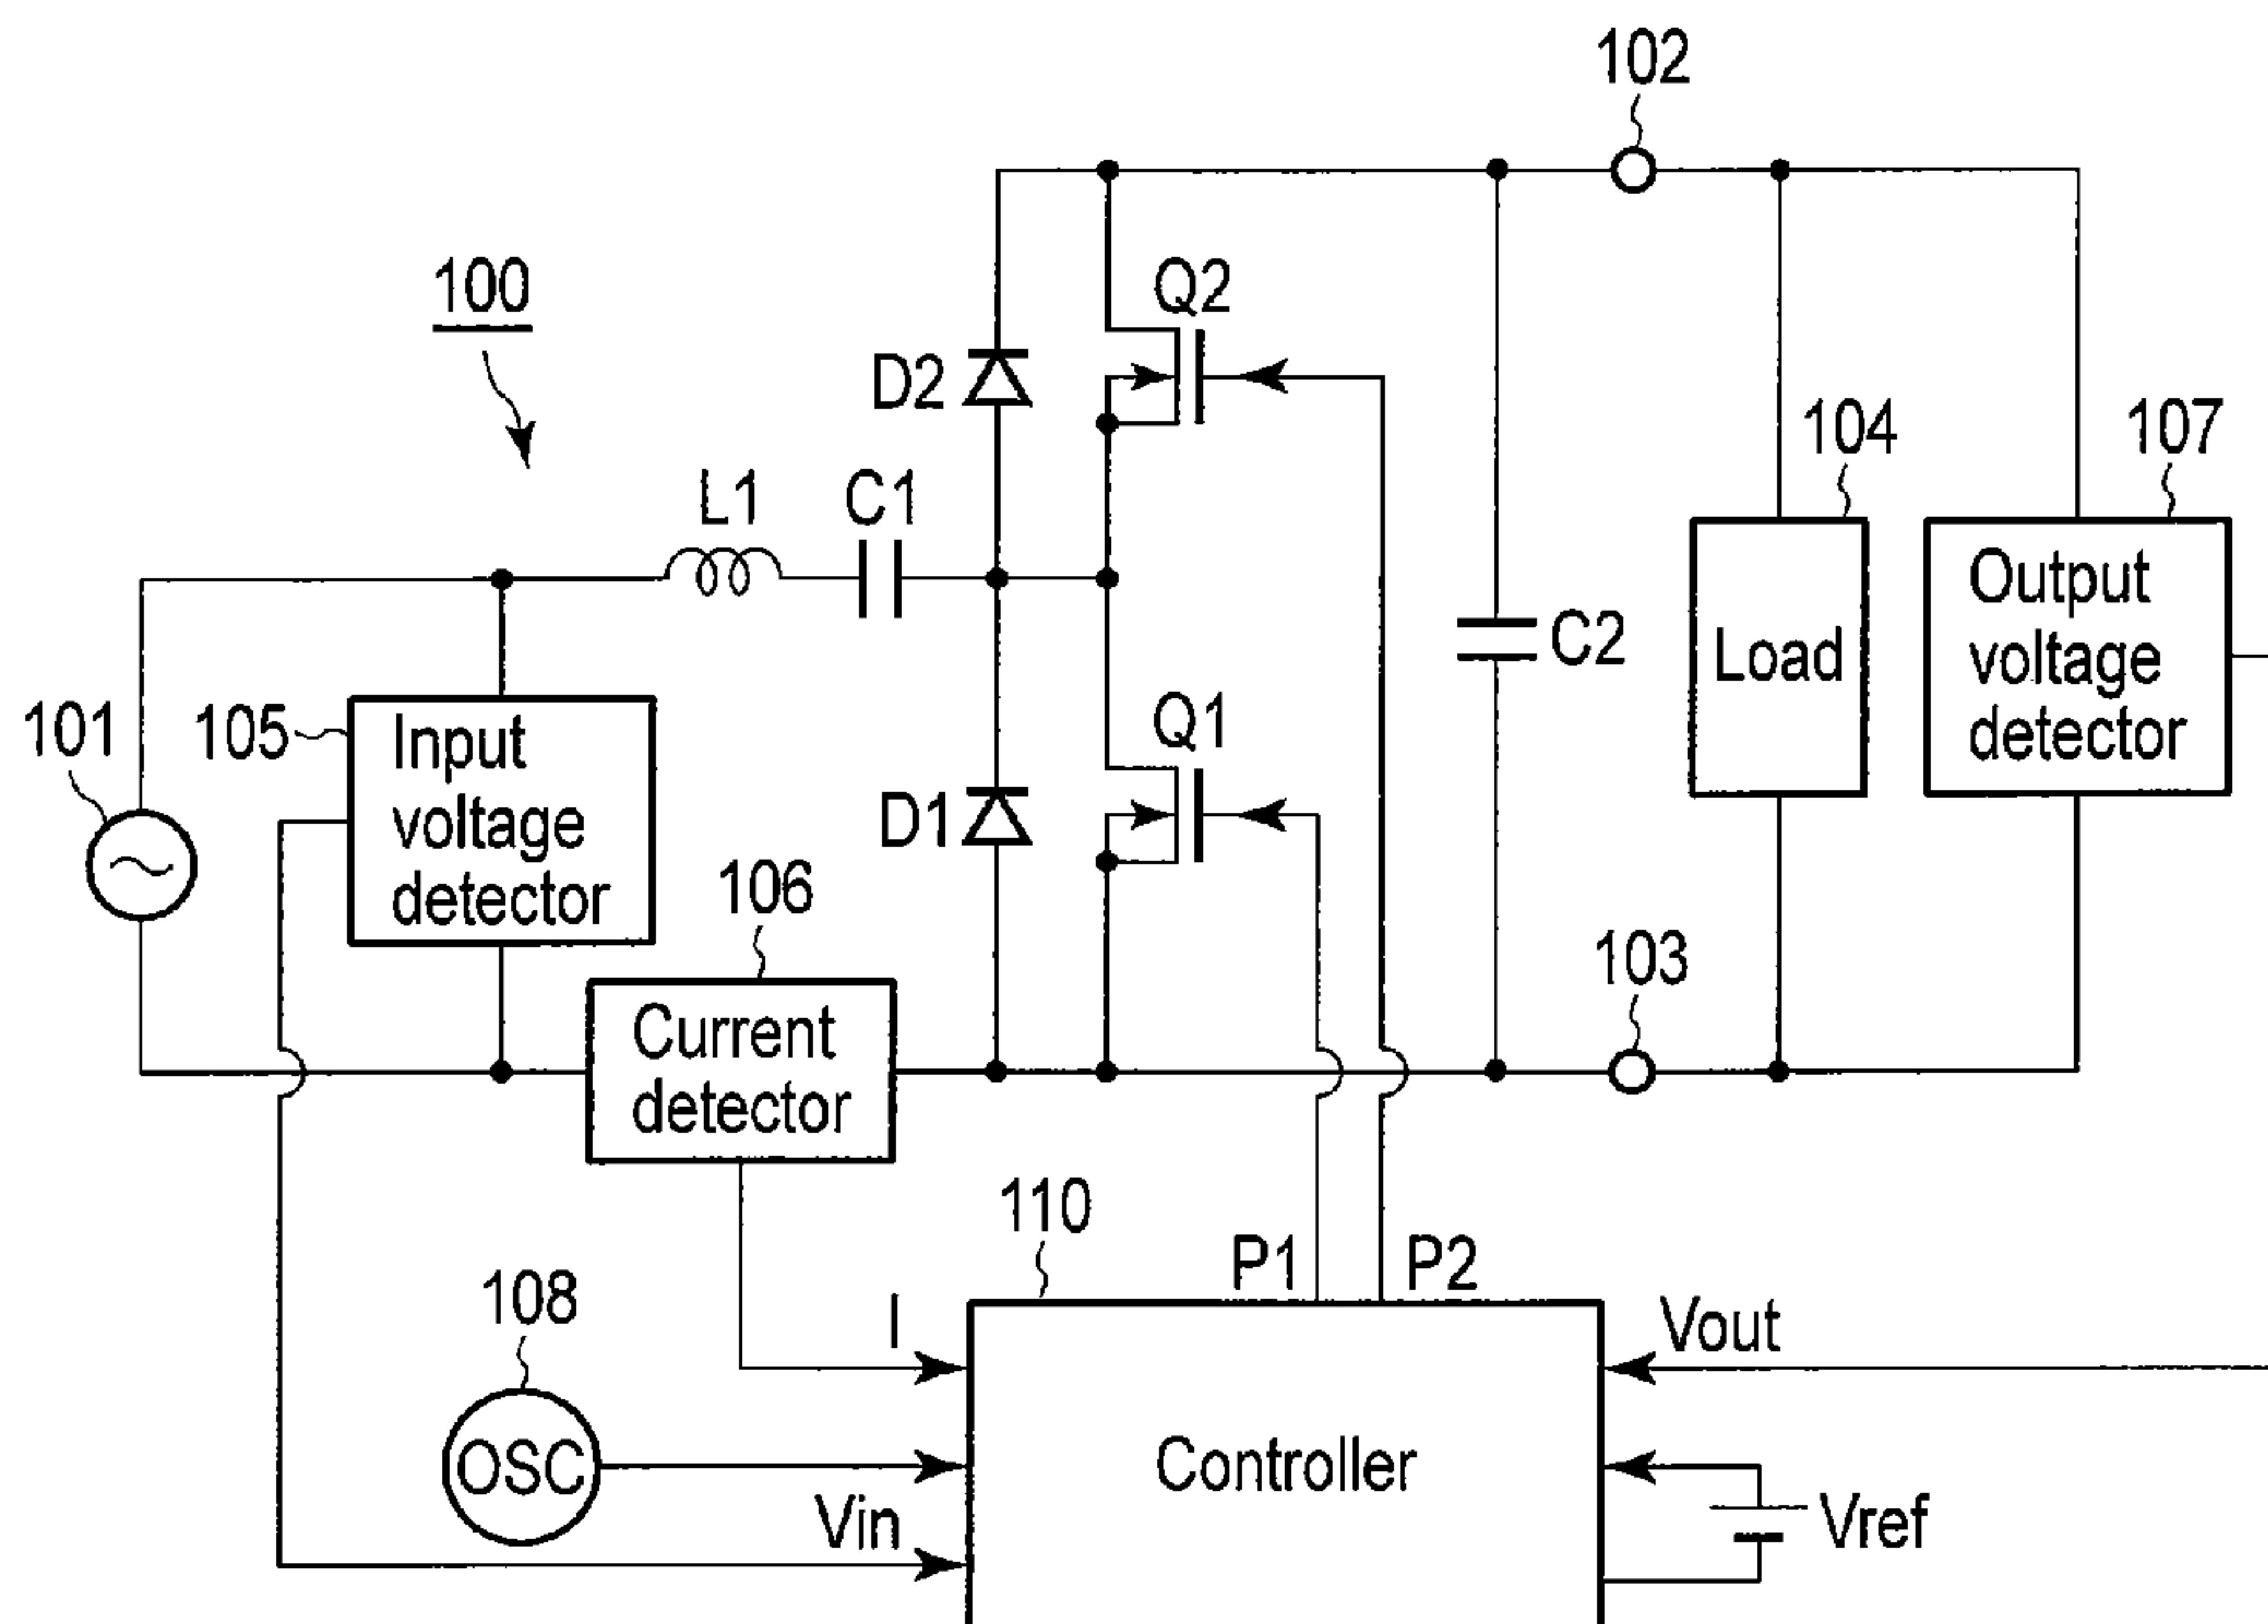 102
100
Q2
D2
104
107
L1
C1
Output
voltage
detector
C2
Load
101
105
Input
voltage
detector
Q1
D1
106
103
Current
detector
110
P1
P2
108
I
Vout
OSC
Controller
Vin
Vref